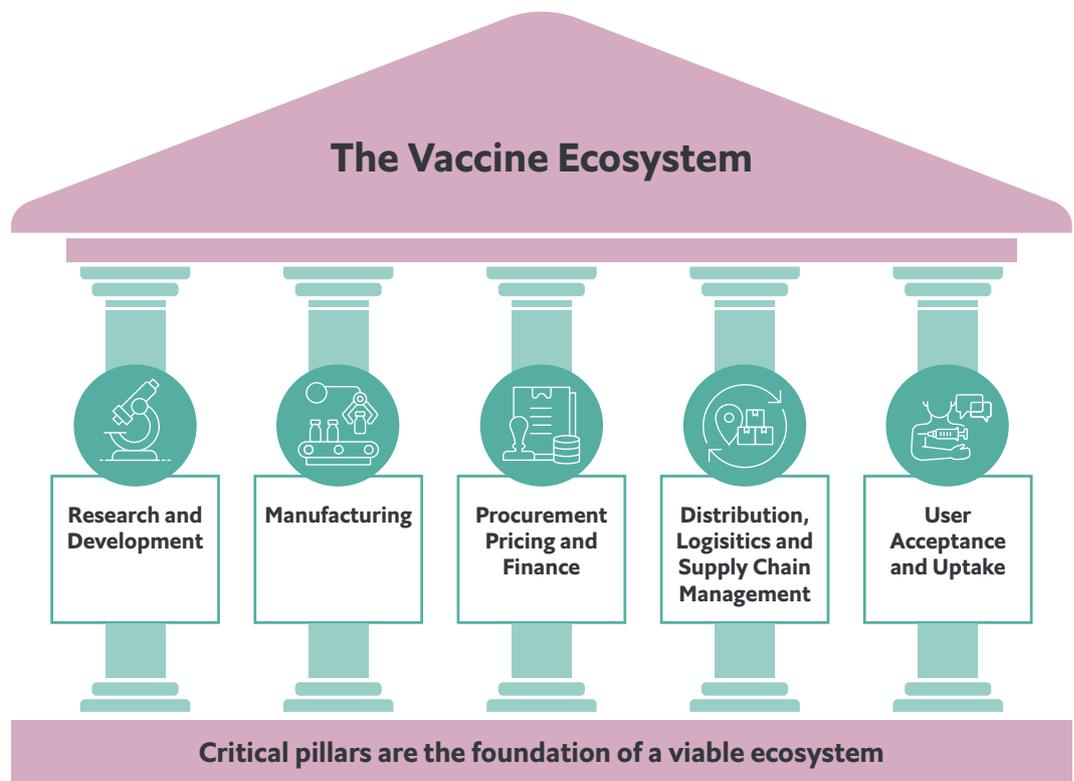 The Vaccine Ecosystem
Research and
Development
Manufacturing
Procurement
Pricing and
Finance
Distribution,
Logisitics and
Supply Chain
Management
User
Acceptance
and Uptake
Critical pillars are the foundation of a viable ecosystem